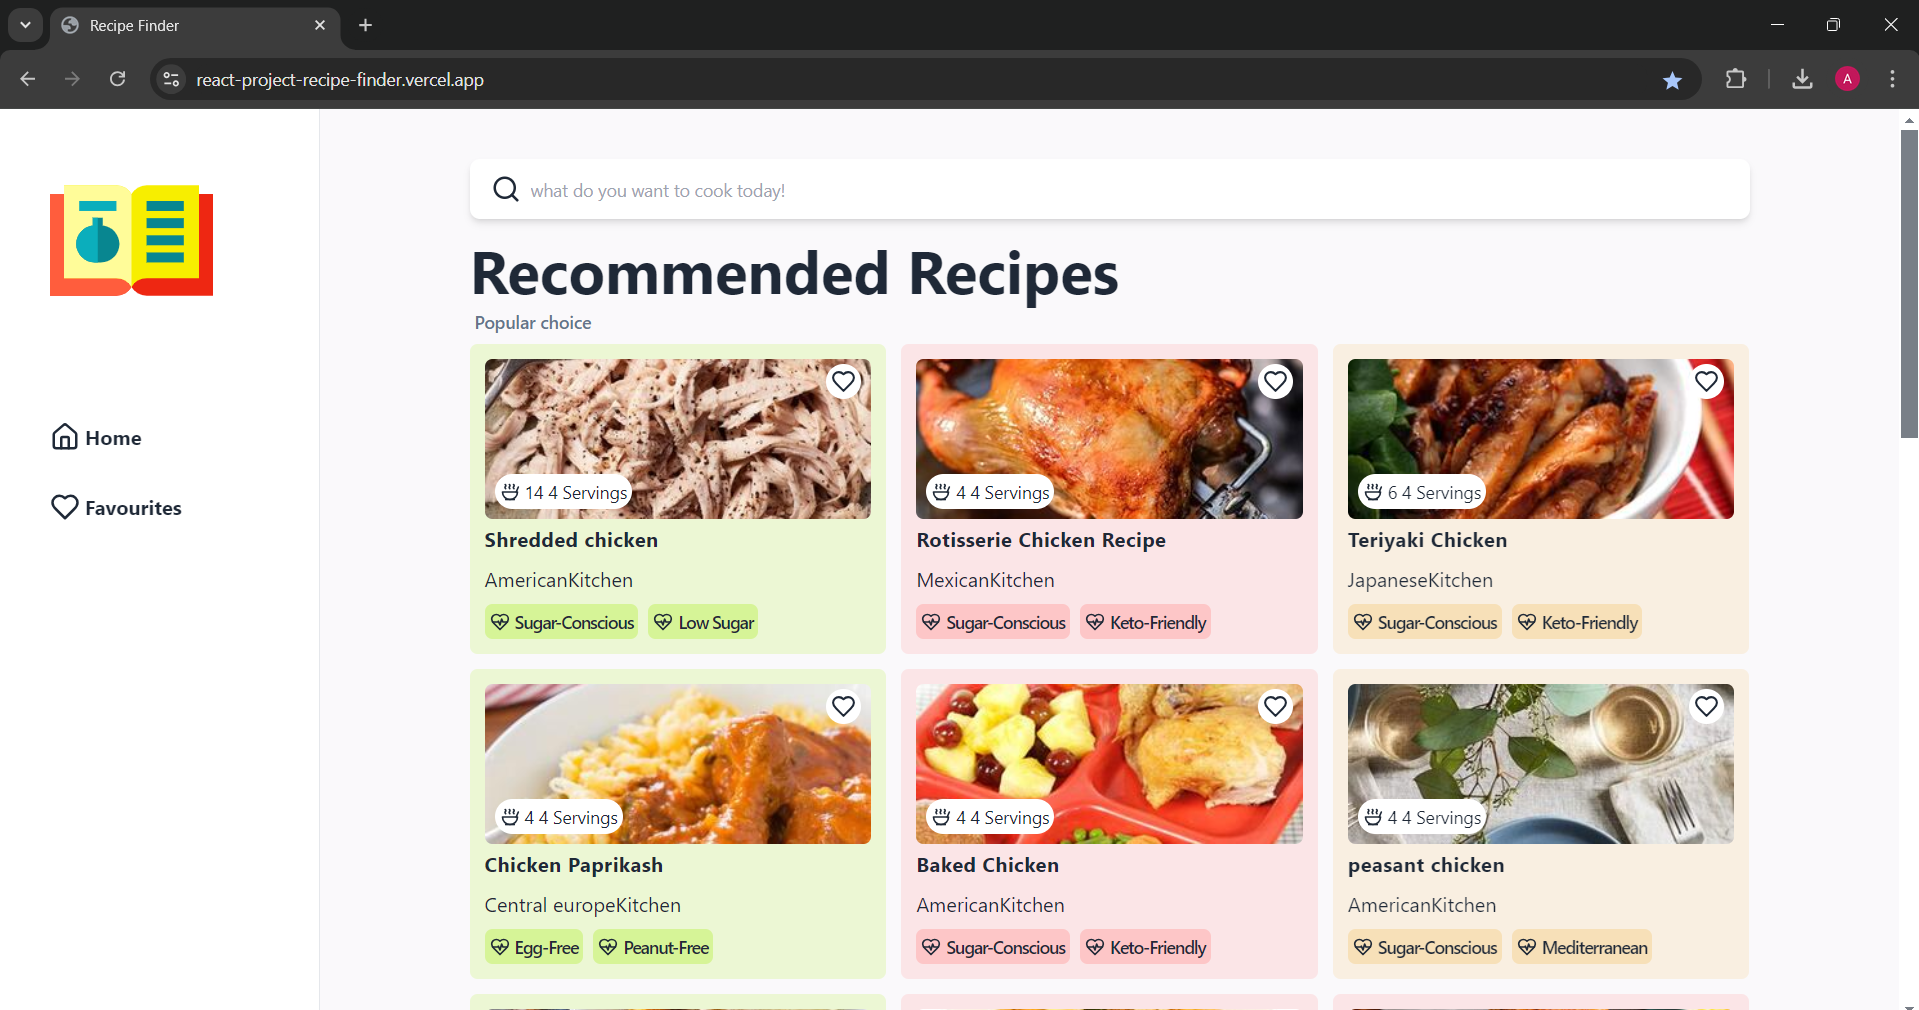 Recipe Finder
react-project-recipe-finder.vercel.app
A
what do you want to cook today!
Recommended Recipes
Popular choice
Home
Favourites
14 4 Servings
Shredded chicken
AmericanKitchen
Sugar-Conscious
Low Sugar
4 4 Servings
Rotisserie Chicken Recipe
MexicanKitchen
Sugar-Conscious
Keto-Friendly
6 4 Servings
Teriyaki Chicken
JapaneseKitchen
Sugar-Conscious
Keto-Friendly
4 4 Servings
Chicken Paprikash
Central europeKitchen
Egg-Free
Peanut-Free
4 4 Servings
Baked Chicken
AmericanKitchen
Sugar-Conscious
Keto-Friendly
4 4 Servings
peasant chicken
AmericanKitchen
Sugar-Conscious
Mediterranean